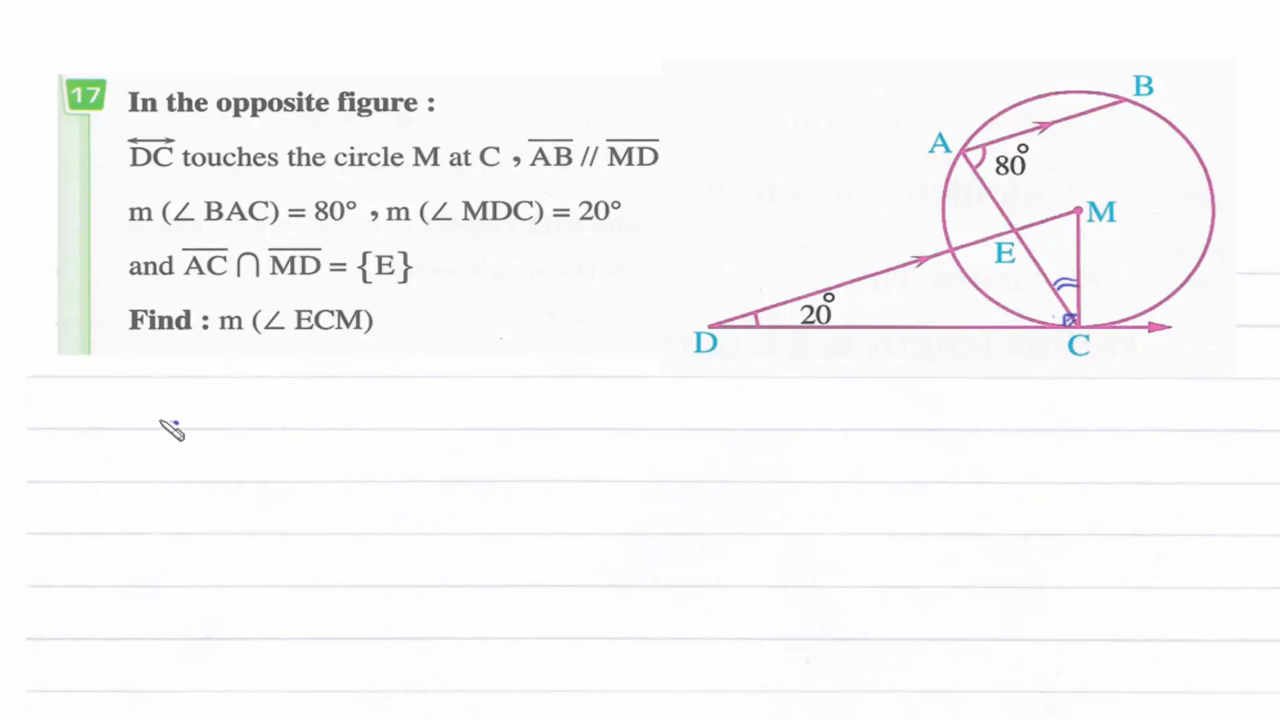 17
In the opposite figure :
DC touches the circle M at C , AB // MD
m (∠ BAC) = 80° , m (∠ MDC) = 20°
and AC ∩ MD = {E}
Find : m (∠ ECM)
B
A
80°
M
E
20°
D
C